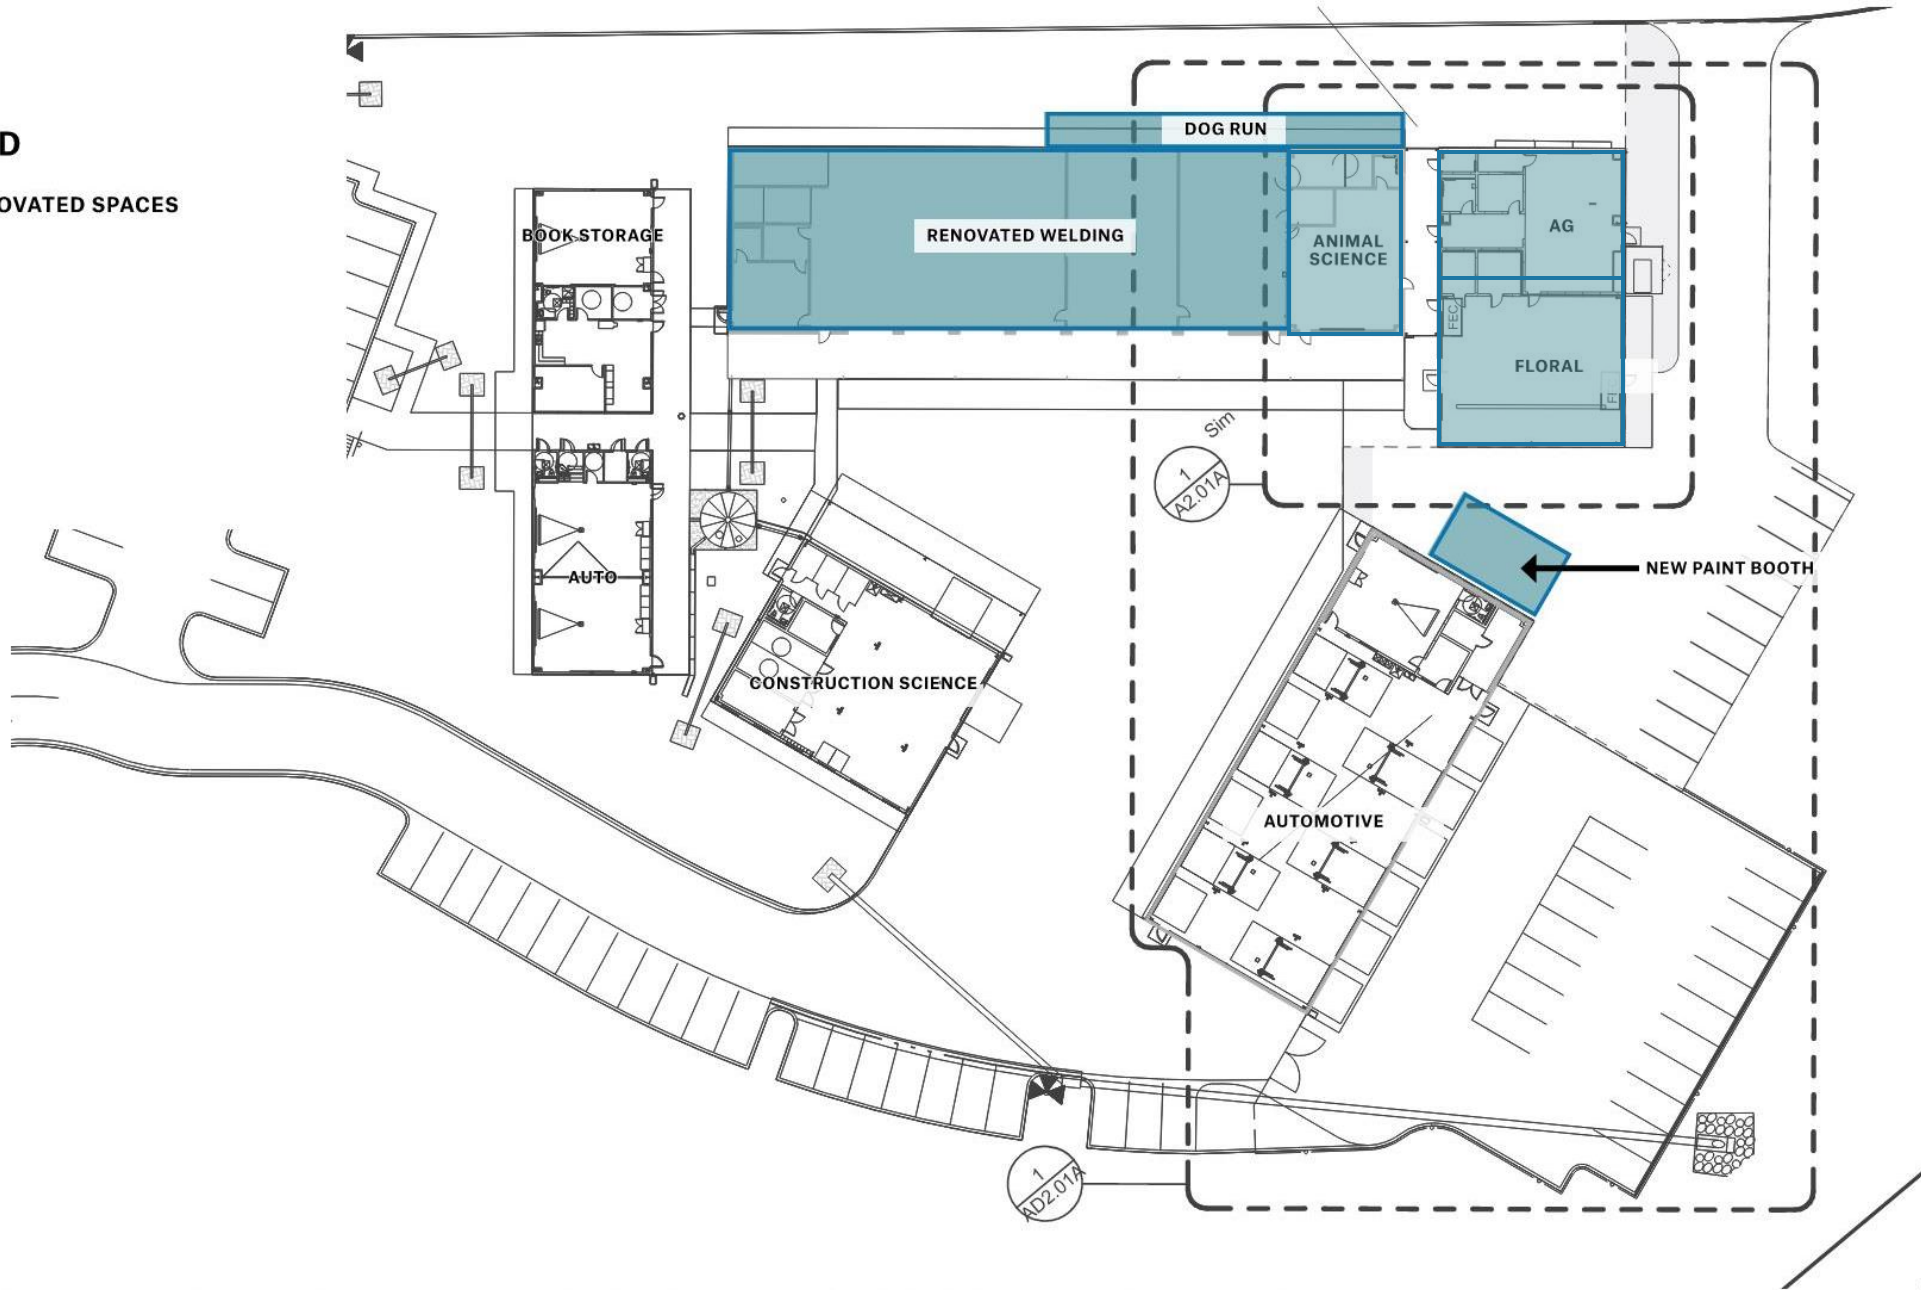 D
OVATED SPACES
DOG RUN
BOOK STORAGE
RENOVATED WELDING
ANIMAL
SCIENCE
AG
FEC
FLORAL
Sim
1
A2.01A
NEW PAINT BOOTH
AUTO
CONSTRUCTION SCIENCE
AUTOMOTIVE
1
AD2.01A